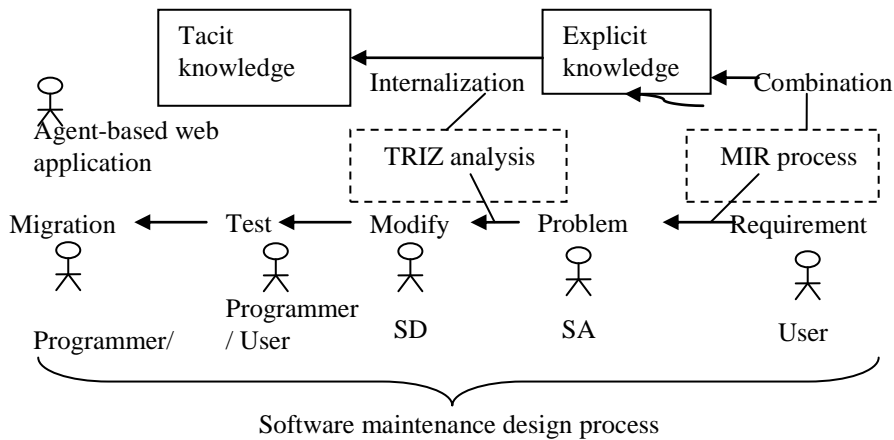 Tacit
knowledge
Explicit
knowledge
Internalization
Combination
Agent-based web
application
TRIZ analysis
MIR process
Migration
Test
Modify
Problem
Requirement
Programmer/
Programmer
/ User
SD
SA
User
Software maintenance design process